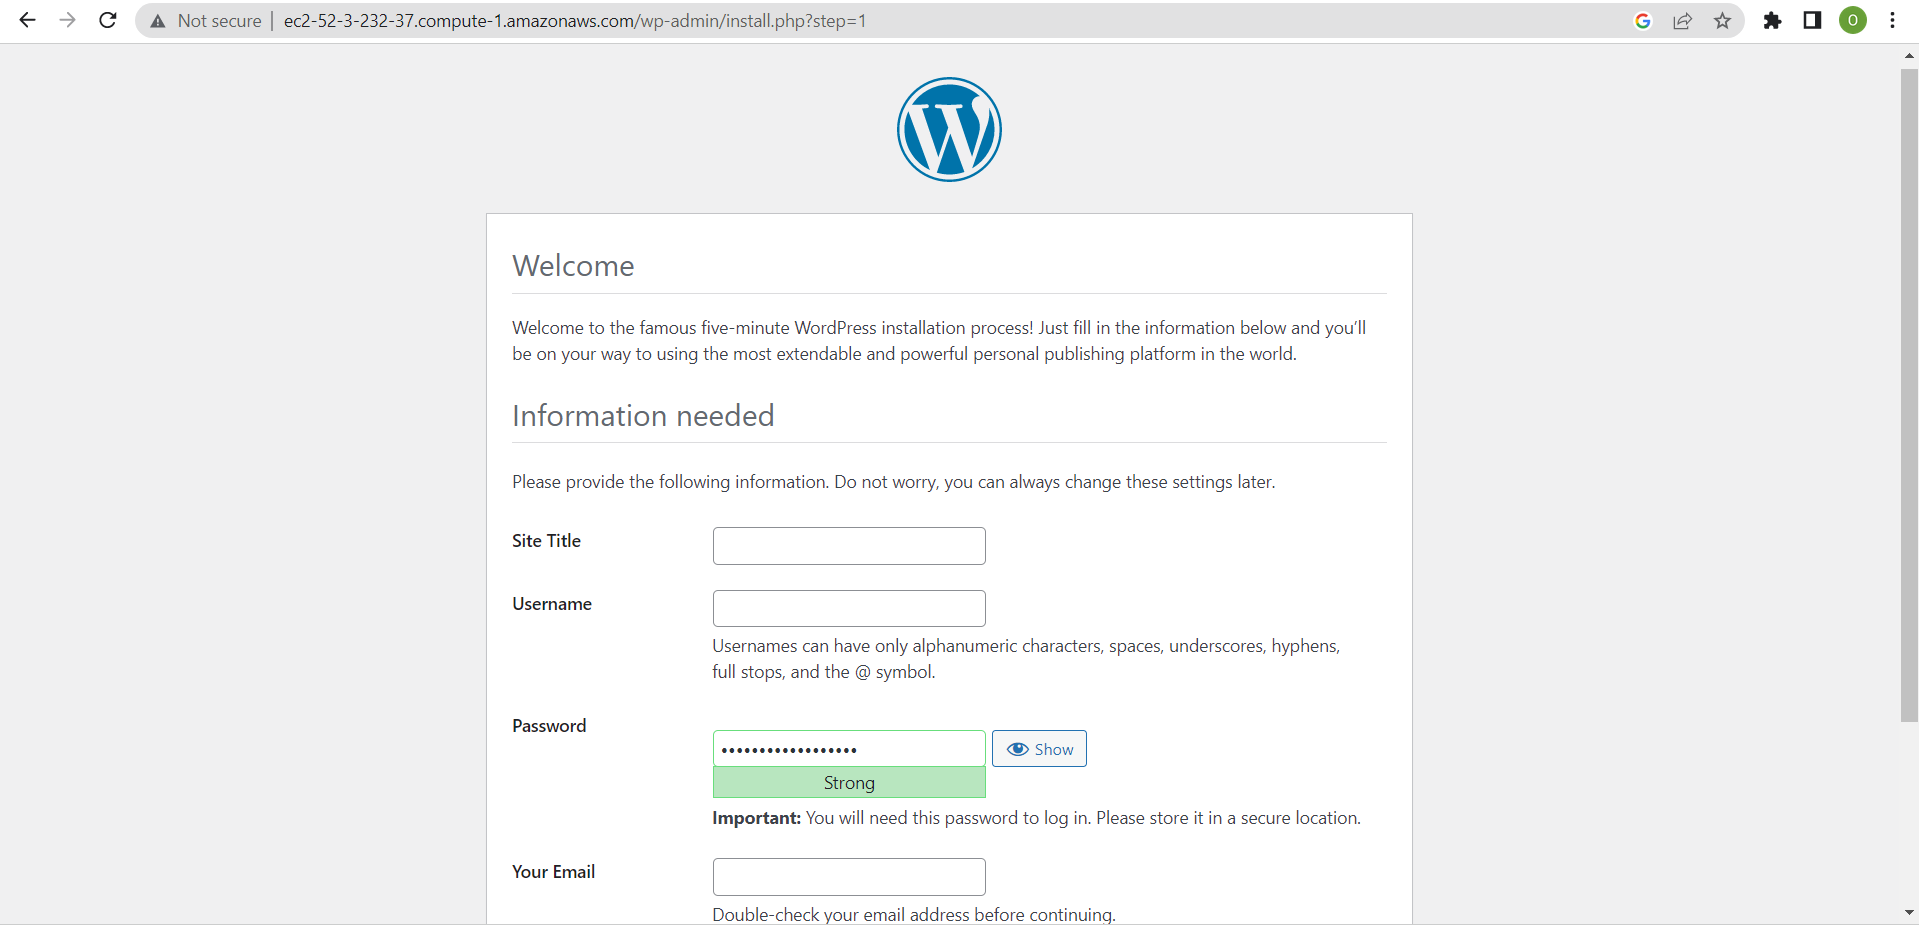 Not secure | ec2-52-3-232-37.compute-1.amazonaws.com/wp-admin/install.php?step=1
G
O
W
Welcome
Welcome to the famous five-minute WordPress installation process! Just fill in the information below and you’ll
be on your way to using the most extendable and powerful personal publishing platform in the world.
Information needed
Please provide the following information. Do not worry, you can always change these settings later.
Site Title
Username
Usernames can have only alphanumeric characters, spaces, underscores, hyphens,
full stops, and the @ symbol.
Password
•••••••••••••••••• Show
Strong
Important: You will need this password to log in. Please store it in a secure location.
Your Email
Double-check your email address before continuing.